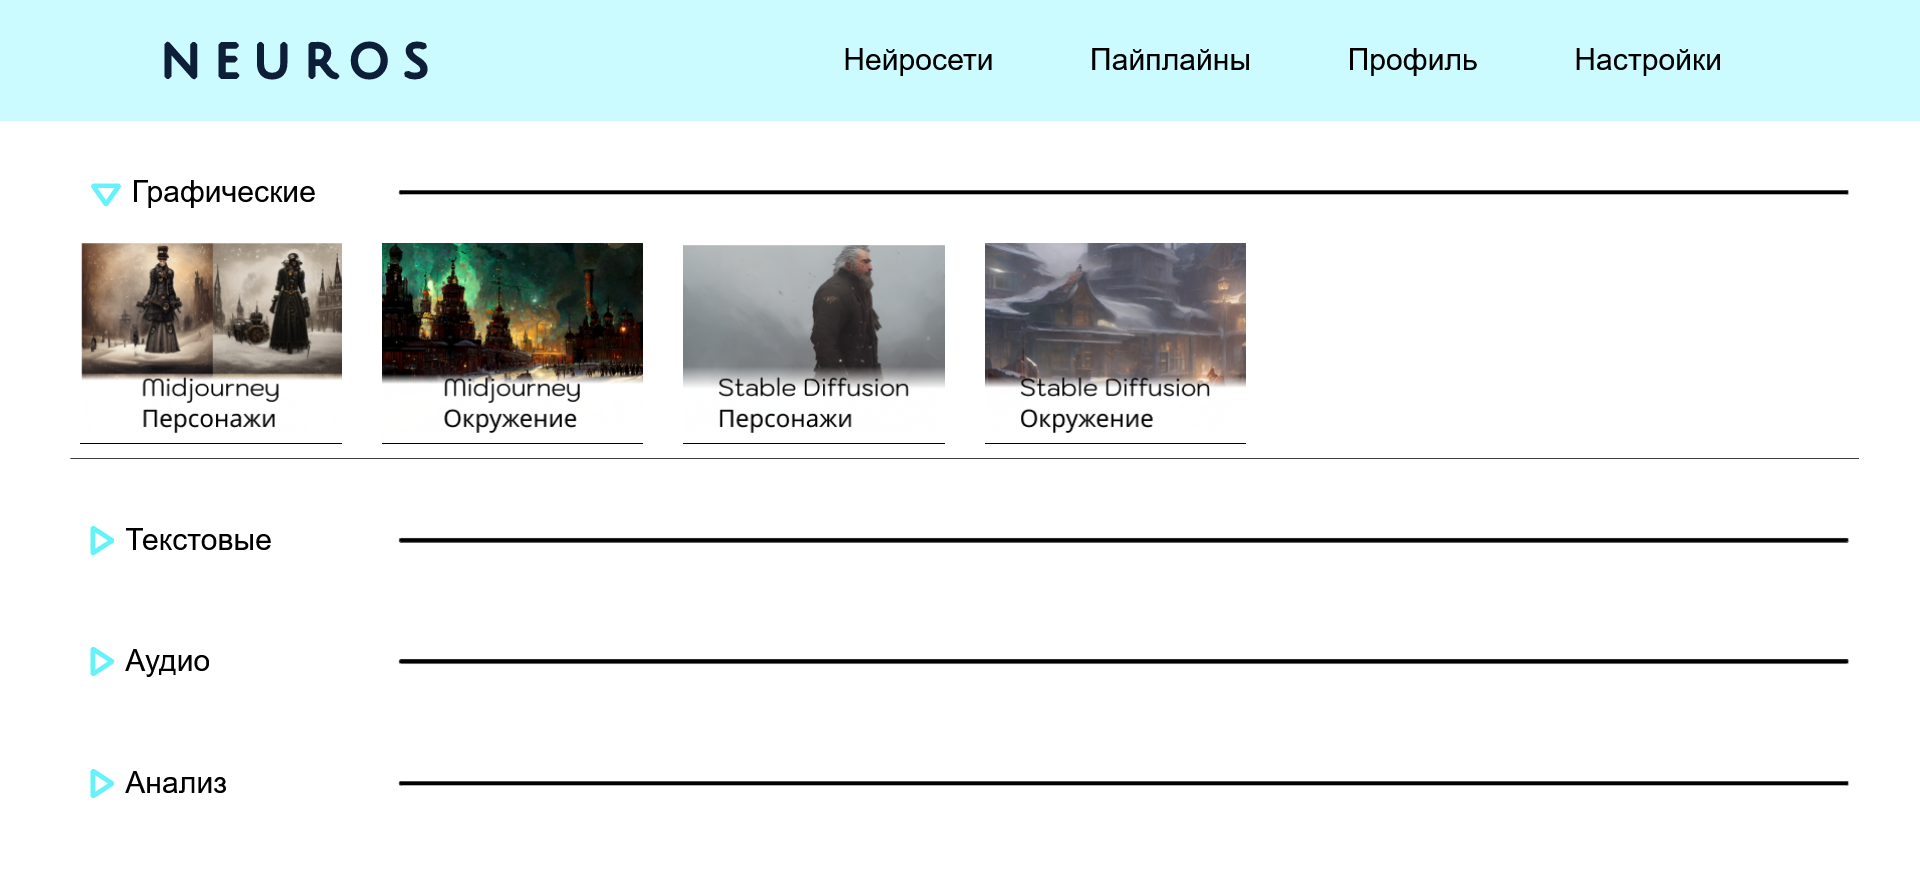 NEUROS
Нейросети Пайплайны Профиль Настройки
Графические
Midjourney
Персонажи
Midjourney
Окружение
Stable Diffusion
Персонажи
Stable Diffusion
Окружение
Текстовые
Аудио
Анализ